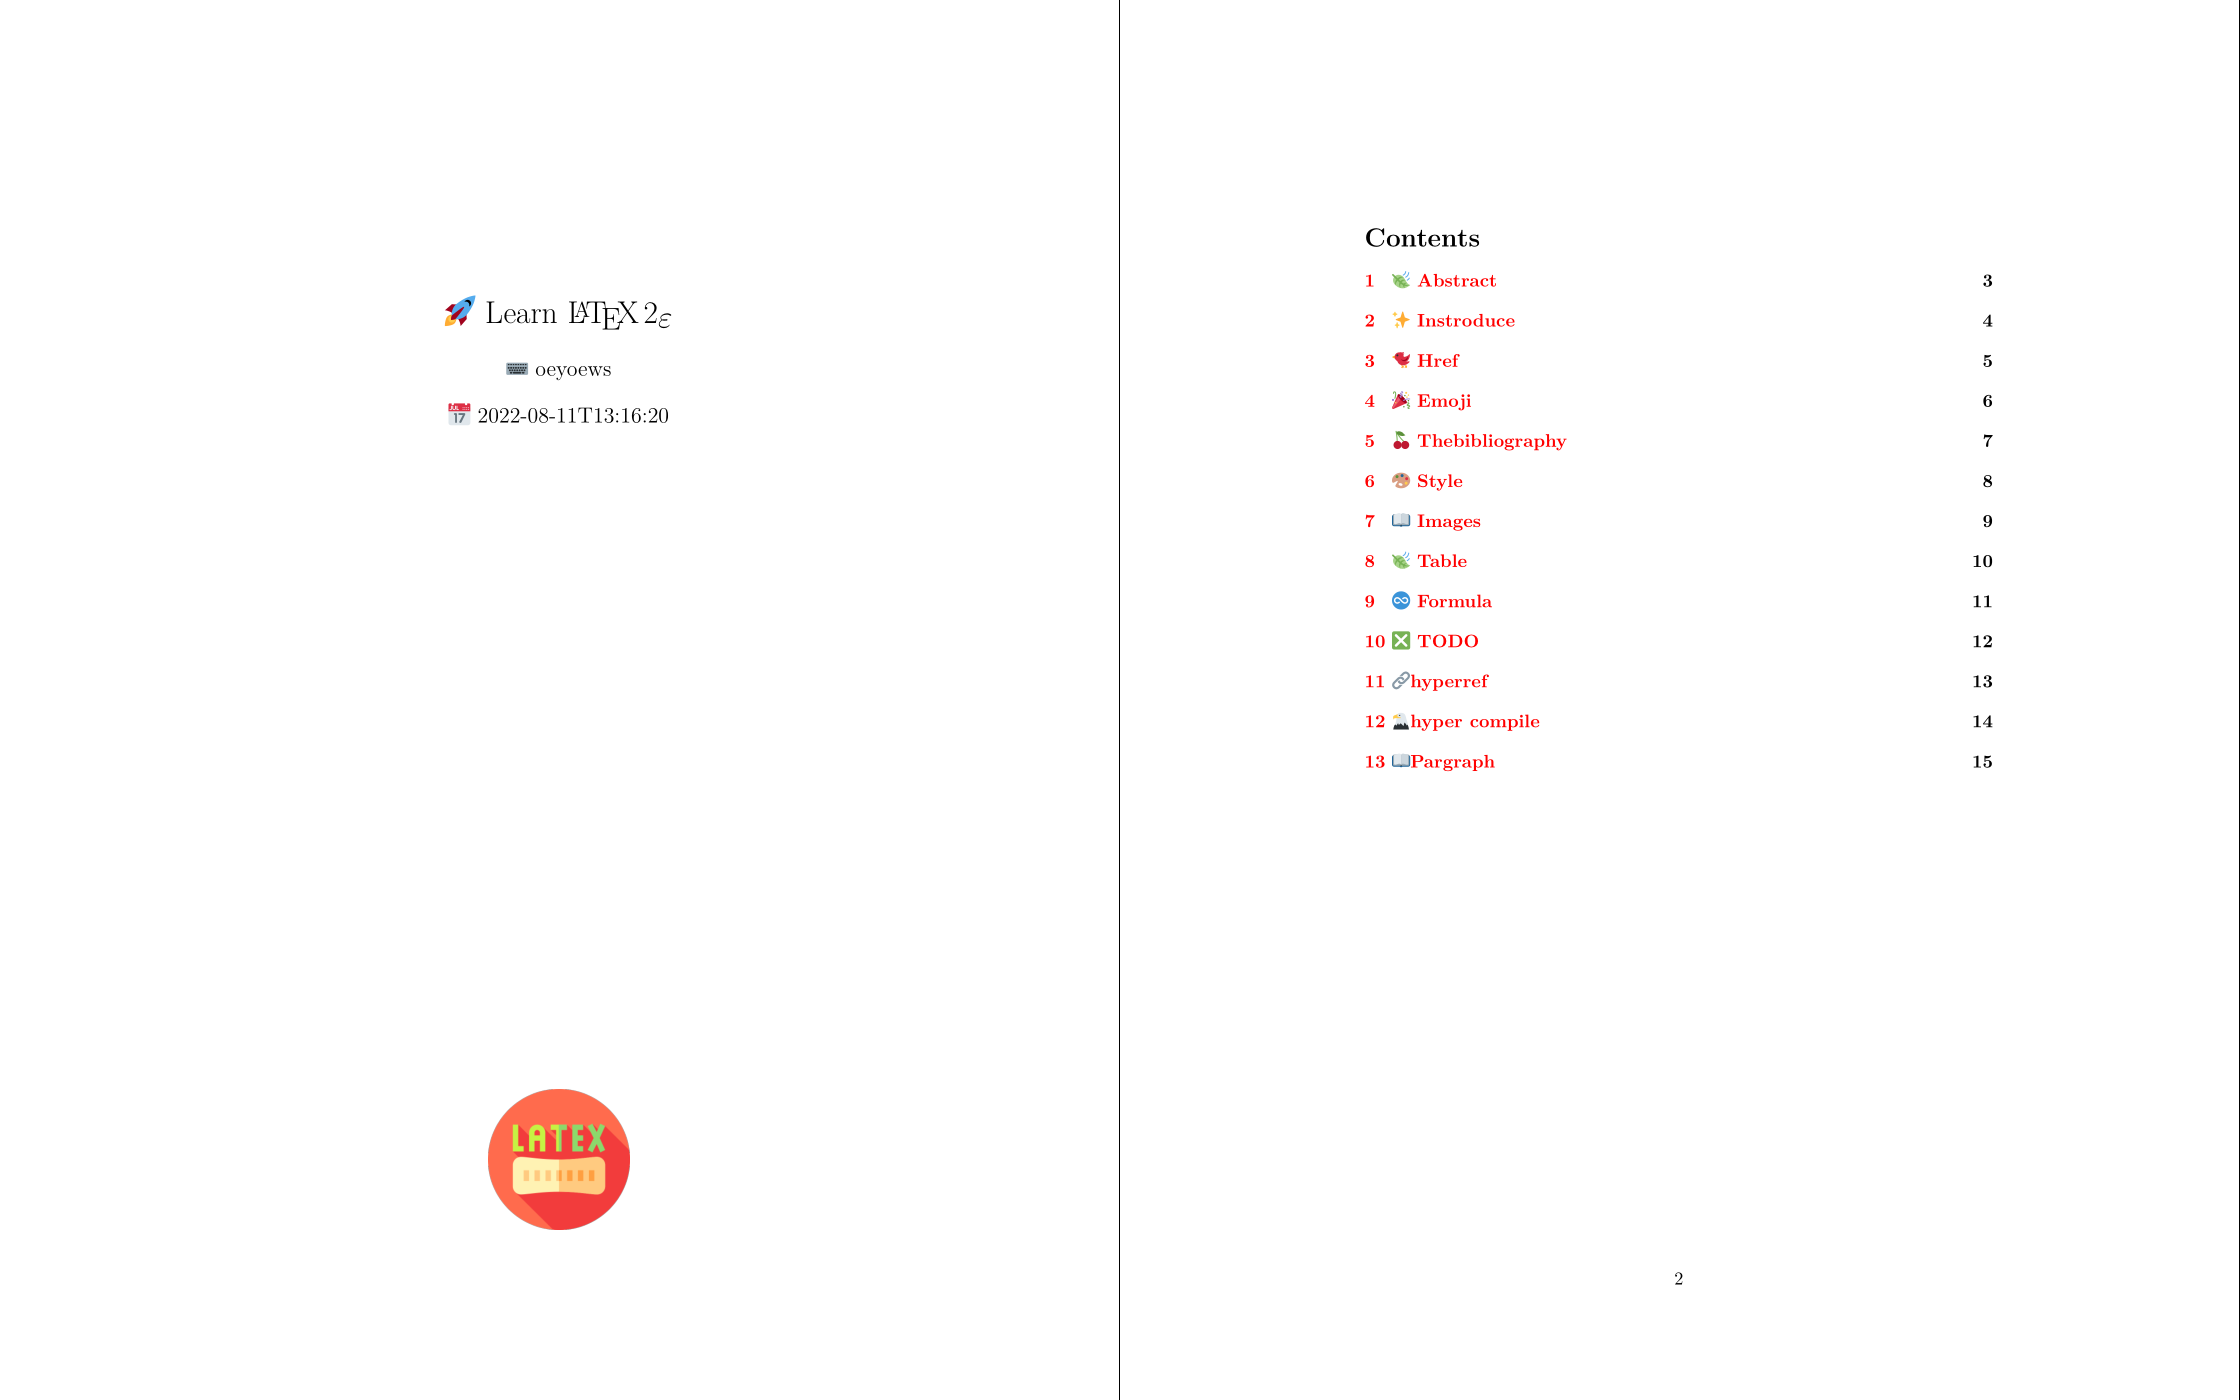 🚀 Learn LATEX 2ε
⌨️ oeyoews
📅 2022-08-11T13:16:20
LATEX
Contents
1 🍃 Abstract 3
2 ✨ Instroduce 4
3 🐦 Href 5
4 🎉 Emoji 6
5 🍒 Thebibliography 7
6 🎨 Style 8
7 📖 Images 9
8 🍃 Table 10
9 ♾️ Formula 11
10 ❎ TODO 12
11 🔗hyperref 13
12 🦅hyper compile 14
13 📖Pargraph 15
2